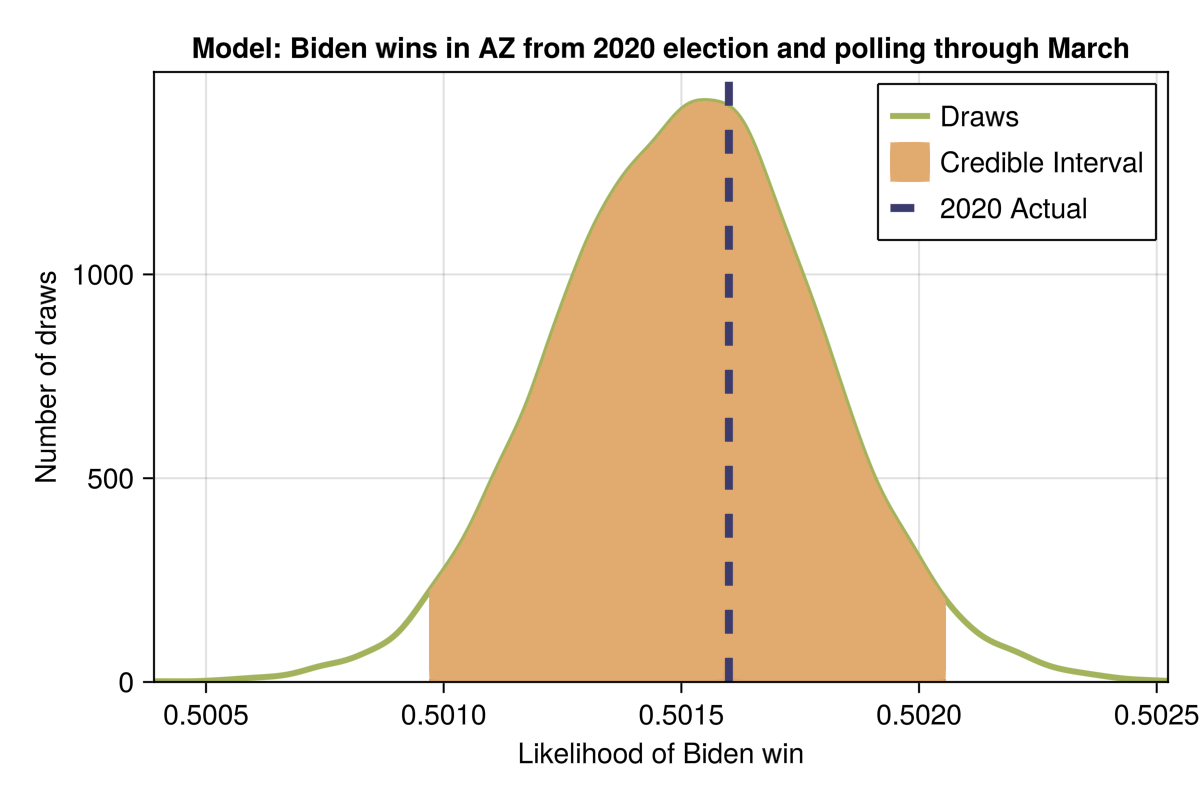 Model: Biden wins in AZ from 2020 election and polling through March
Draws
Credible Interval
2020 Actual
Number of draws
1000
500
0
0.5005 0.5010 0.5015 0.5020 0.5025
Likelihood of Biden win